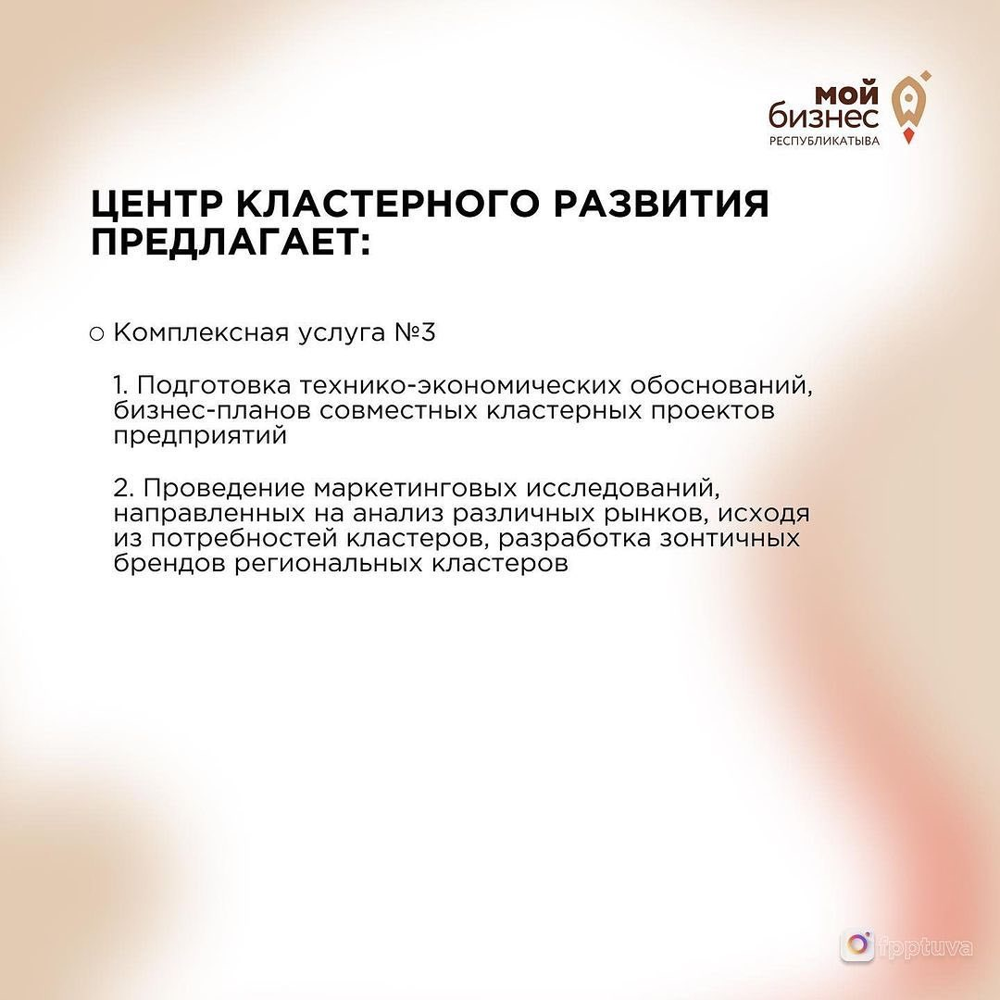 мой
бизнес
РЕСПУБЛИКАТЫВА
ЦЕНТР КЛАСТЕРНОГО РАЗВИТИЯ
ПРЕДЛАГАЕТ:
Комплексная услуга №3
1. Подготовка технико-экономических обоснований,
бизнес-планов совместных кластерных проектов
предприятий
2. Проведение маркетинговых исследований,
направленных на анализ различных рынков, исходя
из потребностей кластеров, разработка зонтичных
брендов региональных кластеров
fpptuva